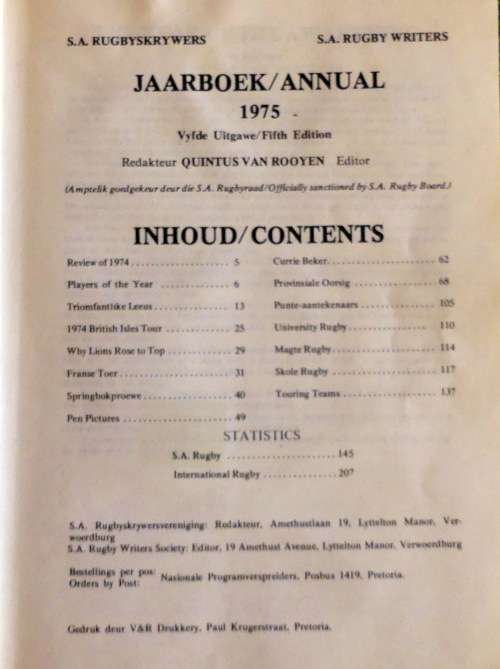 S.A. RUGBYSKRYWERS S.A. RUGBY WRITERS
JAARBOEK/ANNUAL
1975
Vyfde Uitgawe/Fifth Edition
Redakteur QUINTUS VAN ROOYEN Editor
(Amptelik goedgekeur deur die S.A. Rugbyraad/Officially sanctioned by S.A. Rugby Board.)
INHOUD/CONTENTS
Review of 1974 5
Players of the Year 6
Triomfantlike Leeus 13
1974 British Isles Tour 25
Why Lions Rose to Top 29
Franse Toer 31
Springbokproewe 40
Pen Pictures 49
Currie Beker 62
Provinsiale Oorsig 68
Punte-aantekenaars 105
University Rugby 110
Magte Rugby 114
Skole Rugby 117
Touring Teams 137
STATISTICS
S.A. Rugby 145
International Rugby 207
S.A. Rugbyskrywersvereniging: Redakteur, Amethustlaan 19, Lyttelton Manor, Ver-
woerdburg
S.A. Rugby Writers Society: Editor, 19 Amethust Avenue, Lyttelton Manor, Verwoerdburg
Bestellings per pos:
Orders by Post: Nasionale Programverspreiders, Posbus 1419, Pretoria.
Gedruk deur V&R Drukkery, Paul Krugerstraat, Pretoria.